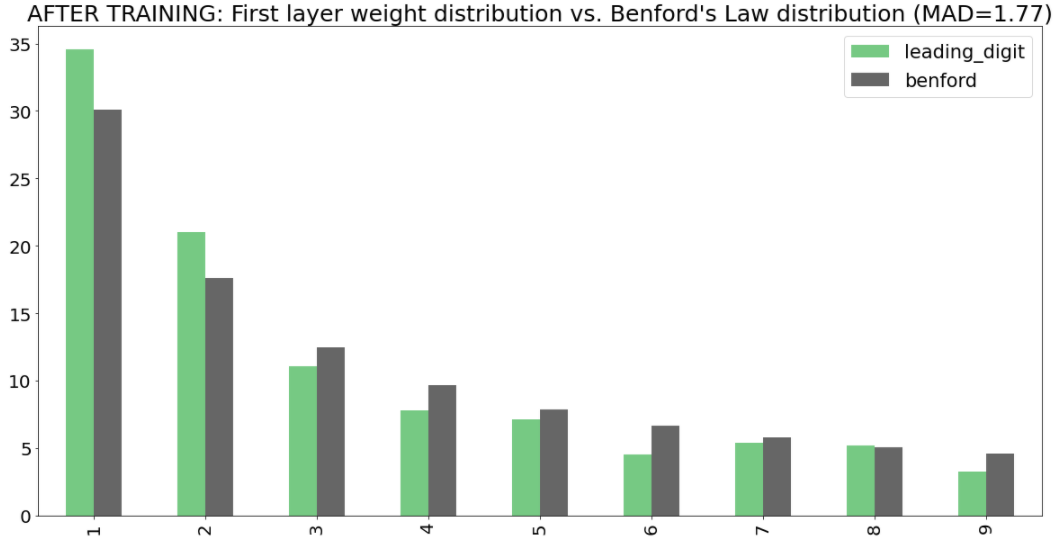 AFTER TRAINING: First layer weight distribution vs. Benford's Law distribution (MAD=1.77)
leading_digit
benford
35
30
25
20
15
10
5
0
1 2 3 4 5 6 7 8 9